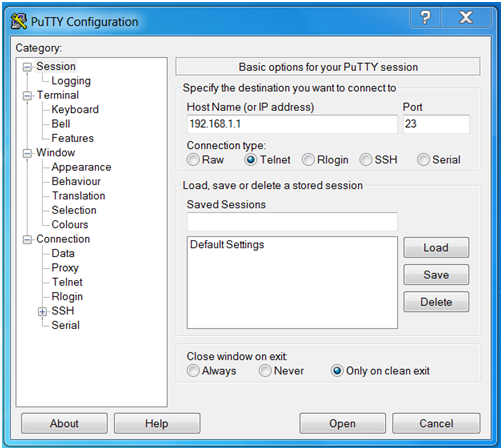 PuTTY Configuration
?
X
Category:
Session
Logging
Terminal
Keyboard
Bell
Features
Window
Appearance
Behaviour
Translation
Selection
Colours
Connection
Data
Proxy
Telnet
Rlogin
SSH
Serial
Basic options for your PuTTY session
Specify the destination you want to connect to
Host Name (or IP address) Port
192.168.1.1 23
Connection type:
Raw Telnet Rlogin SSH Serial
Load, save or delete a stored session
Saved Sessions
Default Settings
Load
Save
Delete
Close window on exit:
Always Never Only on clean exit
About Help Open Cancel